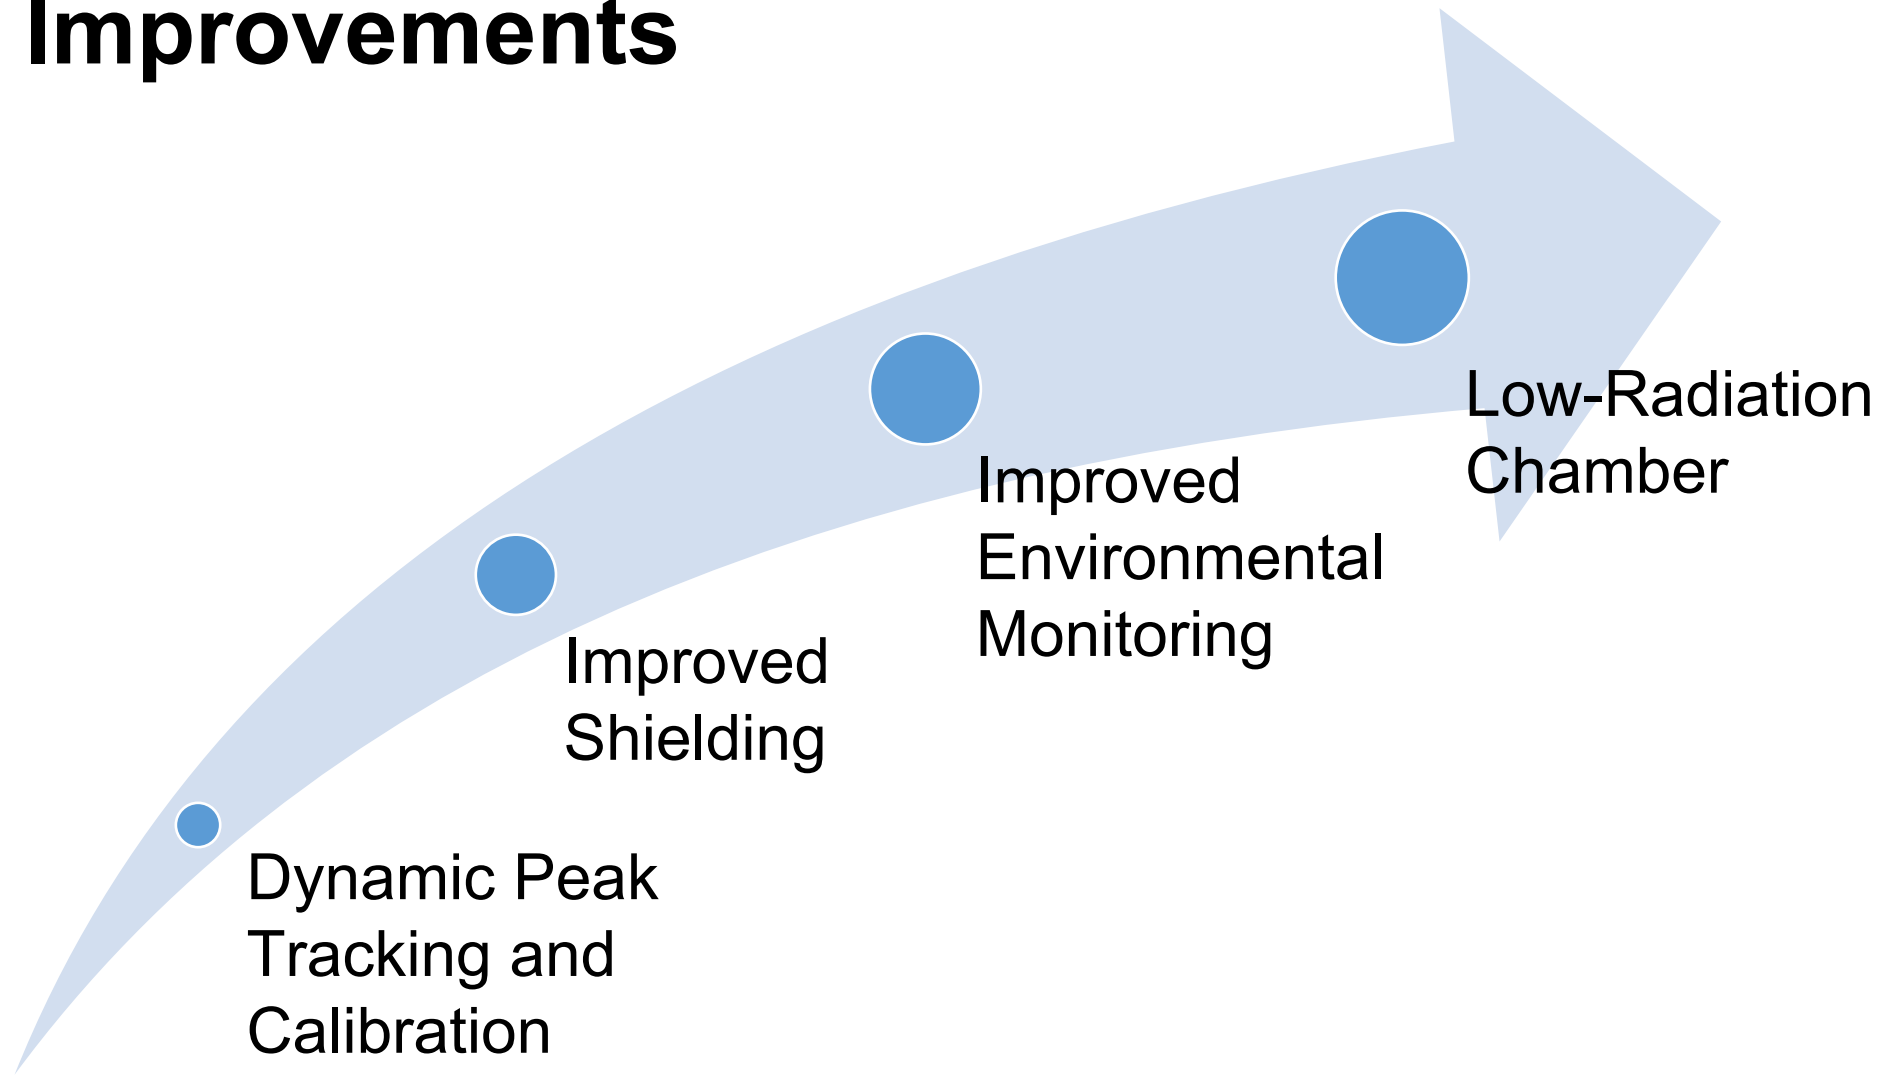 Improvements
Low-Radiation
Chamber
Improved
Environmental
Monitoring
Improved
Shielding
Dynamic Peak
Tracking and
Calibration